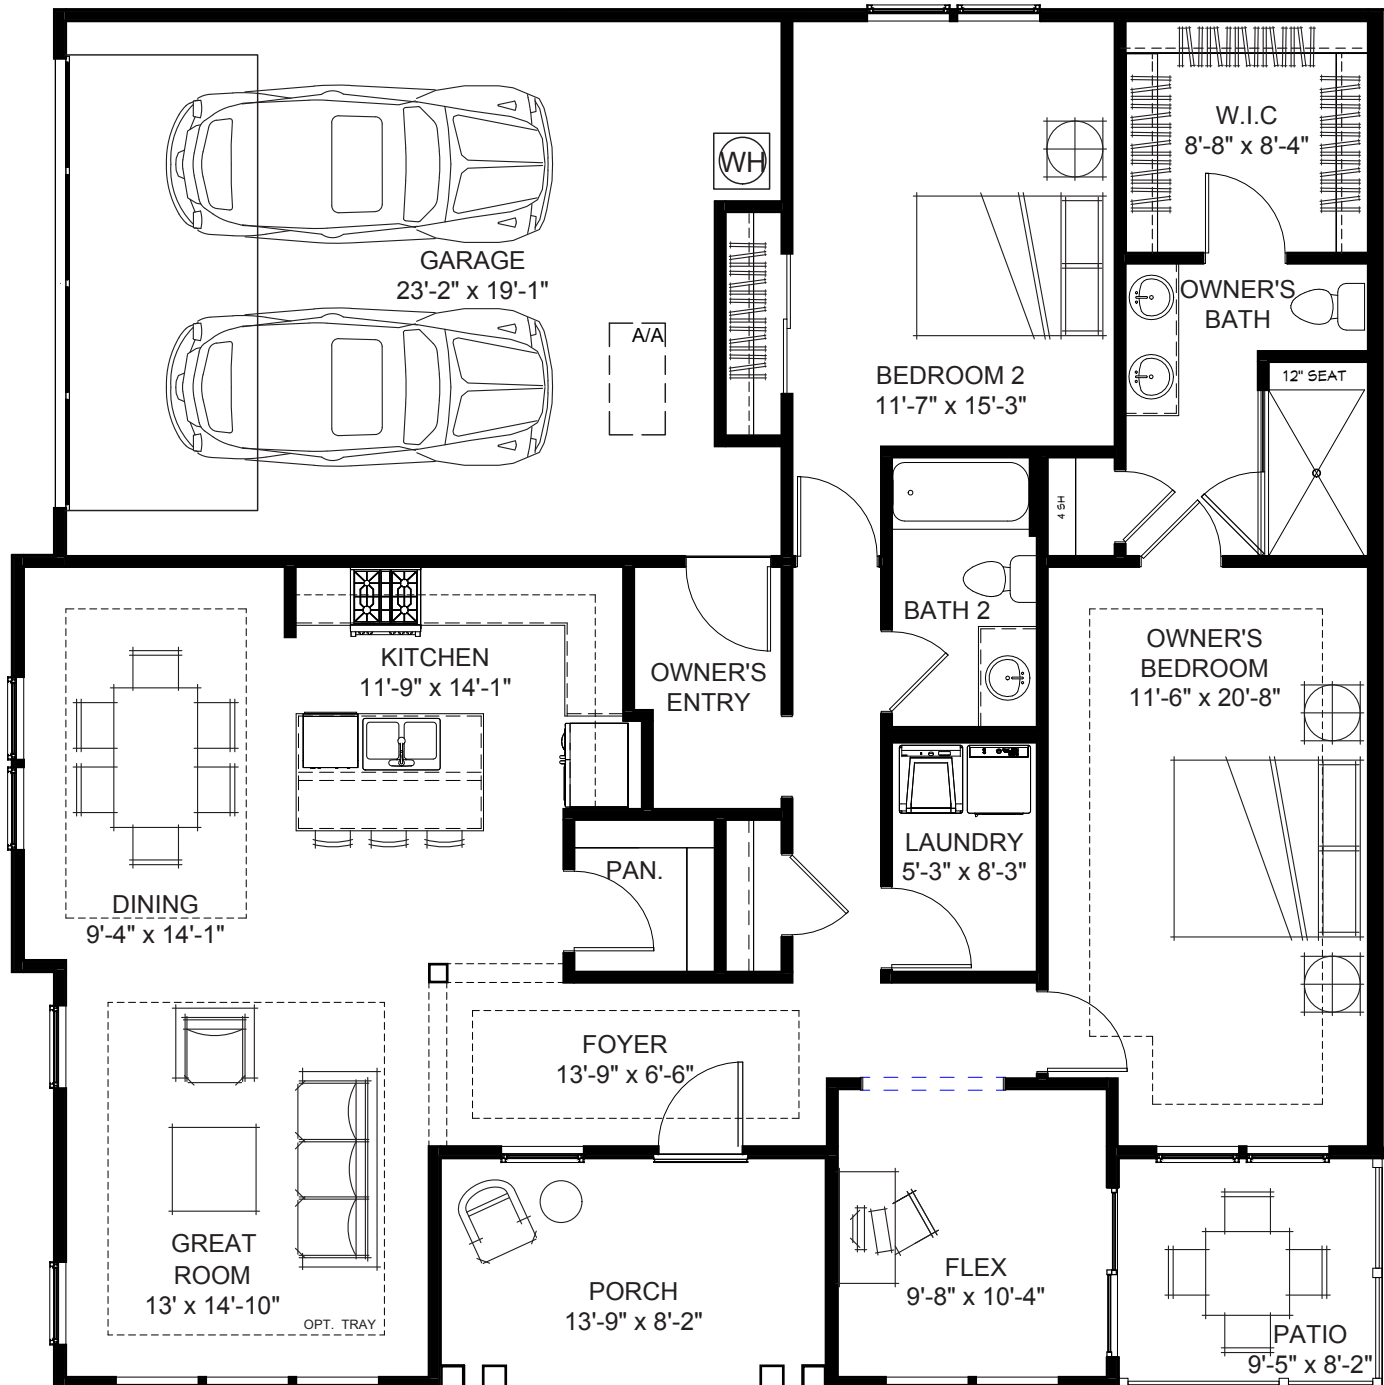 W.I.C
8'-8" x 8'-4"
WH
GARAGE
23'-2" x 19'-1"
A/A
OWNER'S
BATH
BEDROOM 2
11'-7" x 15'-3"
12" SEAT
4 SH
KITCHEN
11'-9" x 14'-1"
OWNER'S
ENTRY
BATH 2
OWNER'S
BEDROOM
11'-6" x 20'-8"
LAUNDRY
5'-3" x 8'-3"
PAN.
DINING
9'-4" x 14'-1"
FOYER
13'-9" x 6'-6"
GREAT
ROOM
13' x 14'-10"
OPT. TRAY
PORCH
13'-9" x 8'-2"
FLEX
9'-8" x 10'-4"
PATIO
9'-5" x 8'-2"